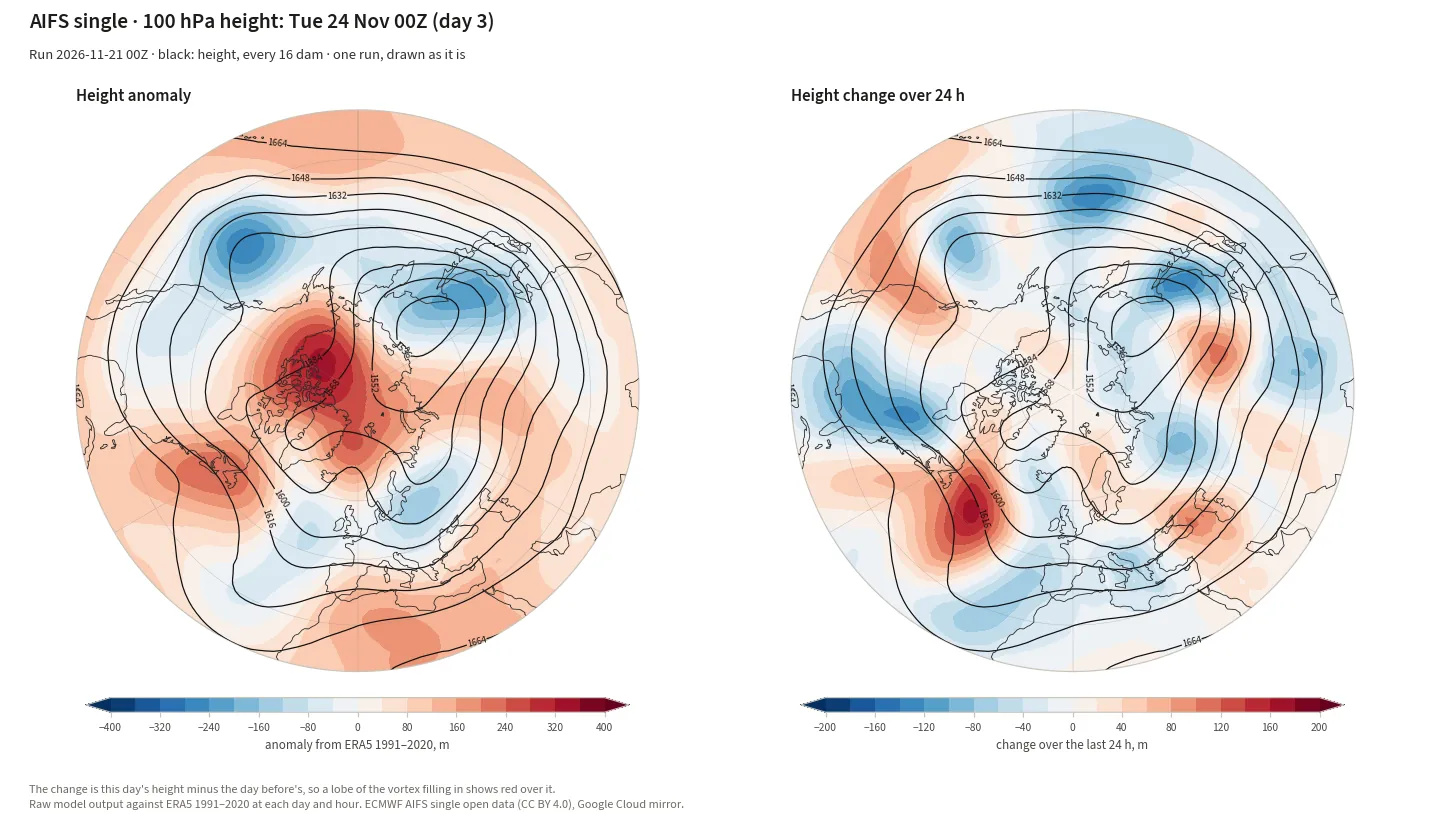 AIFS single · 100 hPa height: Tue 24 Nov 00Z (day 3)
Run 2026-11-21 00Z · black: height, every 16 dam · one run, drawn as it is
Height anomaly
Height change over 24 h
1664
1648
1632
1552
1600
1616
1664
1664
1648
1632
1552
1600
1616
1664
−400 −320 −240 −160 −80 0 80 160 240 320 400
anomaly from ERA5 1991–2020, m
−200 −160 −120 −80 −40 0 40 80 120 160 200
change over the last 24 h, m
The change is this day's height minus the day before's, so a lobe of the vortex filling in shows red over it.
Raw model output against ERA5 1991–2020 at each day and hour. ECMWF AIFS single open data (CC BY 4.0), Google Cloud mirror.